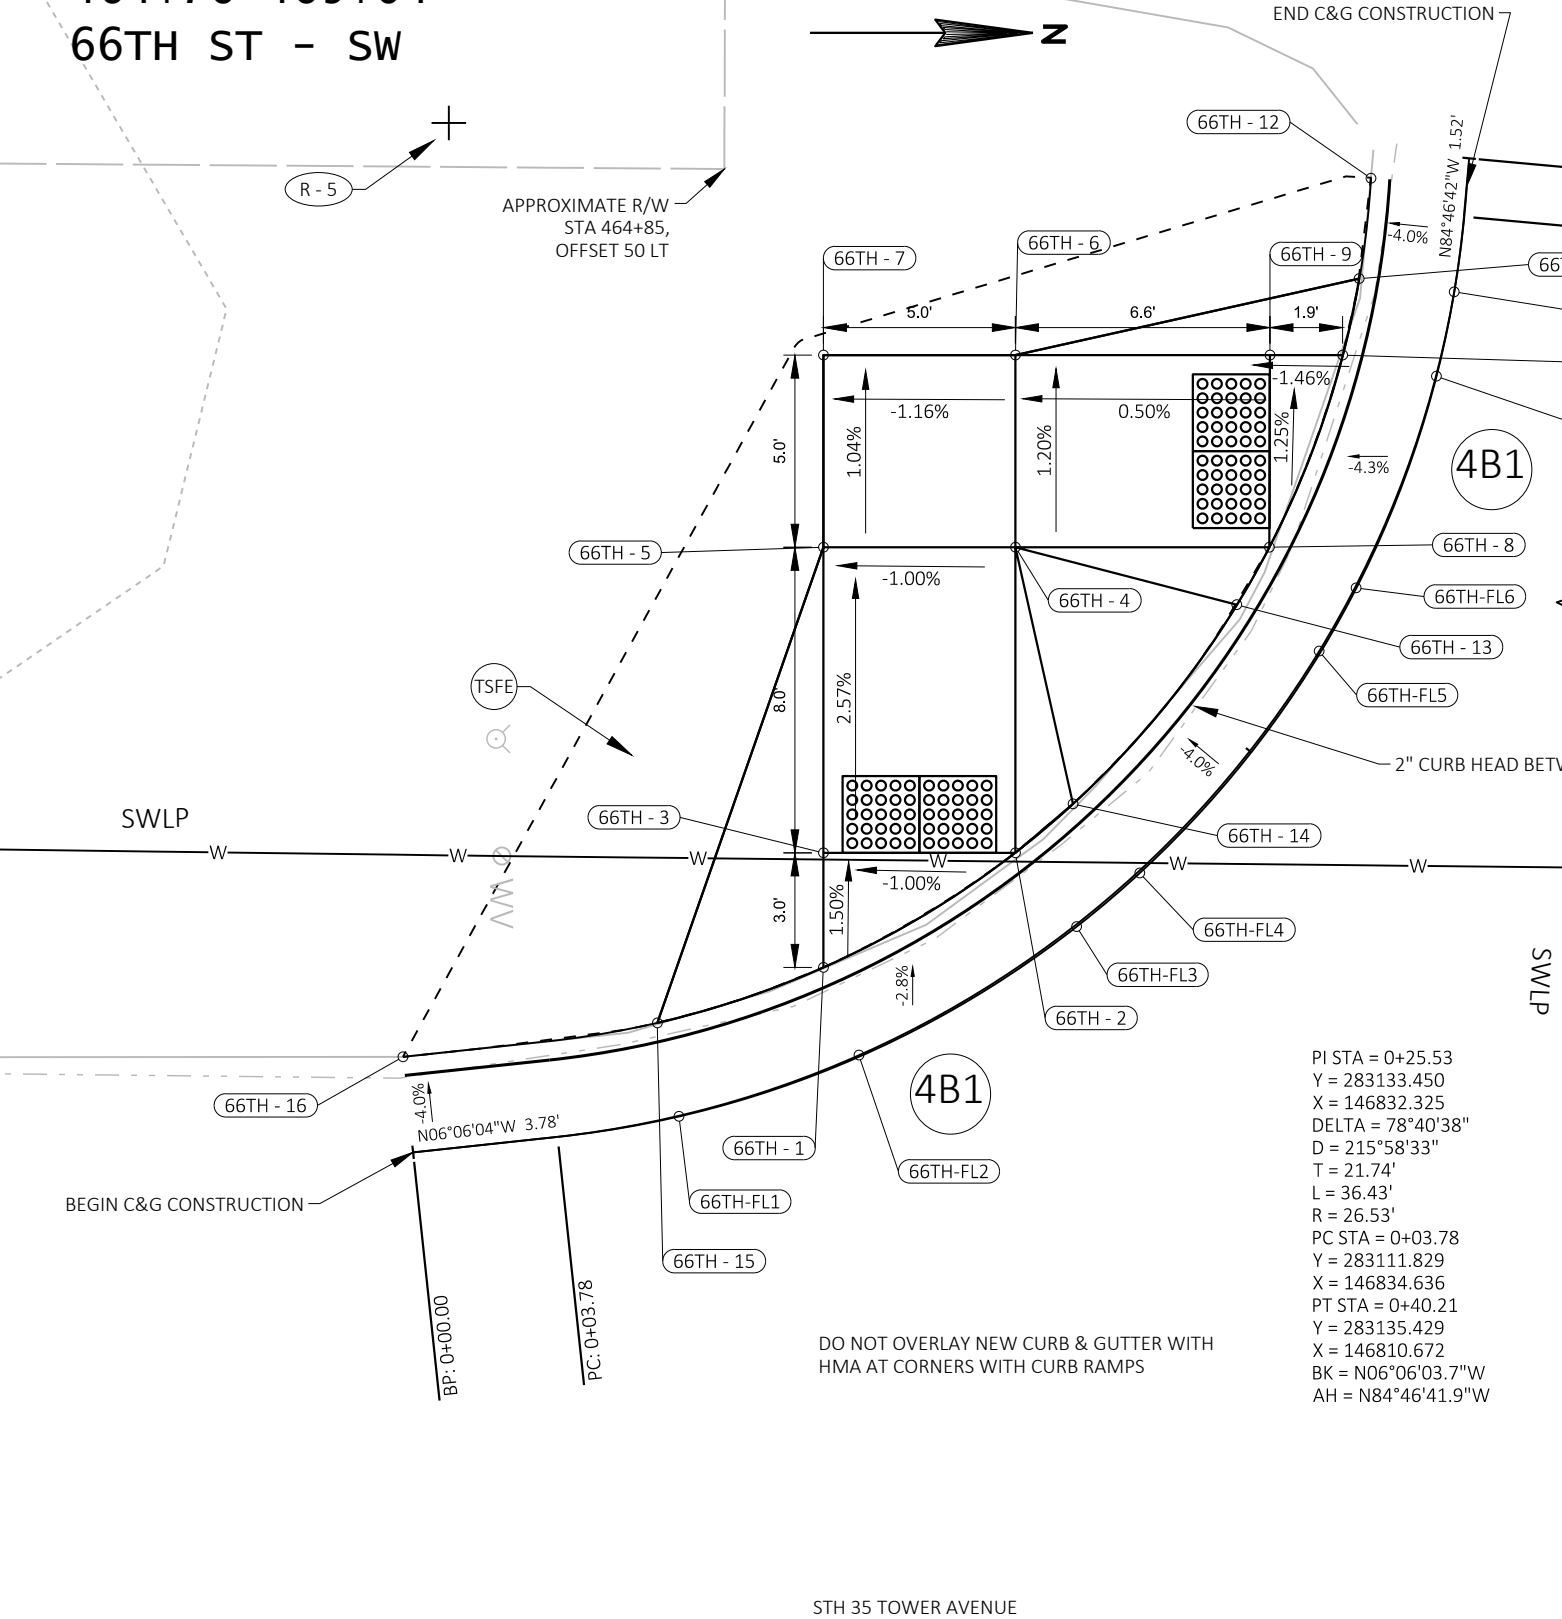 66TH ST - SW
END C&G CONSTRUCTION
N
66TH - 12
R - 5
APPROXIMATE R/W
STA 464+85,
OFFSET 50 LT
N84°46'42"W 1.52'
-4.0%
66TH - 7
66TH - 6
66TH - 9
5.0'
6.6'
1.9'
-1.46%
-1.16%
0.50%
5.0'
1.04%
1.20%
1.25%
-4.3%
4B1
66TH - 5
-1.00%
66TH - 4
66TH - 8
66TH-FL6
66TH - 13
66TH-FL5
TSFE
8.0'
2.57%
-4.0%
2" CURB HEAD
SWLP
66TH - 3
66TH - 14
W
W
W
W
W
W
WV
-1.00%
3.0'
1.50%
-2.8%
66TH-FL4
66TH-FL3
66TH - 2
SWLP
66TH - 16
-4.0%
N06°06'04"W 3.78'
4B1
66TH - 1
66TH-FL2
BEGIN C&G CONSTRUCTION
66TH-FL1
66TH - 15
BP: 0+00.00
PC: 0+03.78
PI STA = 0+25.53
Y = 283133.450
X = 146832.325
DELTA = 78°40'38"
D = 215°58'33"
T = 21.74'
L = 36.43'
R = 26.53'
PC STA = 0+03.78
Y = 283111.829
X = 146834.636
PT STA = 0+40.21
Y = 283135.429
X = 146810.672
BK = N06°06'03.7"W
AH = N84°46'41.9"W
DO NOT OVERLAY NEW CURB & GUTTER WITH
HMA AT CORNERS WITH CURB RAMPS
STH 35 TOWER AVENUE